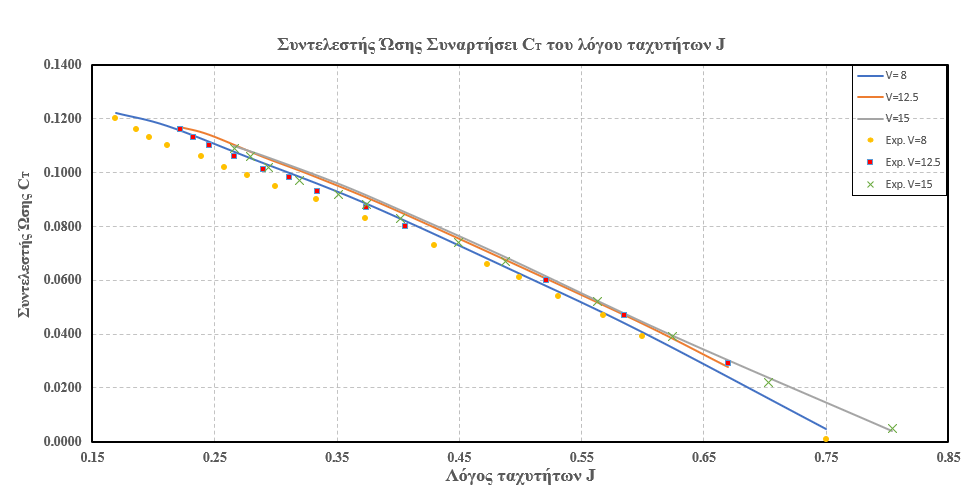 Συντελεστής Ώσης Συναρτήσει CT του λόγου ταχυτήτων J
Συντελεστής Ώσης CT
0.1400
0.1200
0.1000
0.0800
0.0600
0.0400
0.0200
0.0000
V= 8
V=12.5
V=15
Exp. V=8
Exp. V=12.5
Exp. V=15
0.15 0.25 0.35 0.45 0.55 0.65 0.75 0.85
Λόγος ταχυτήτων J